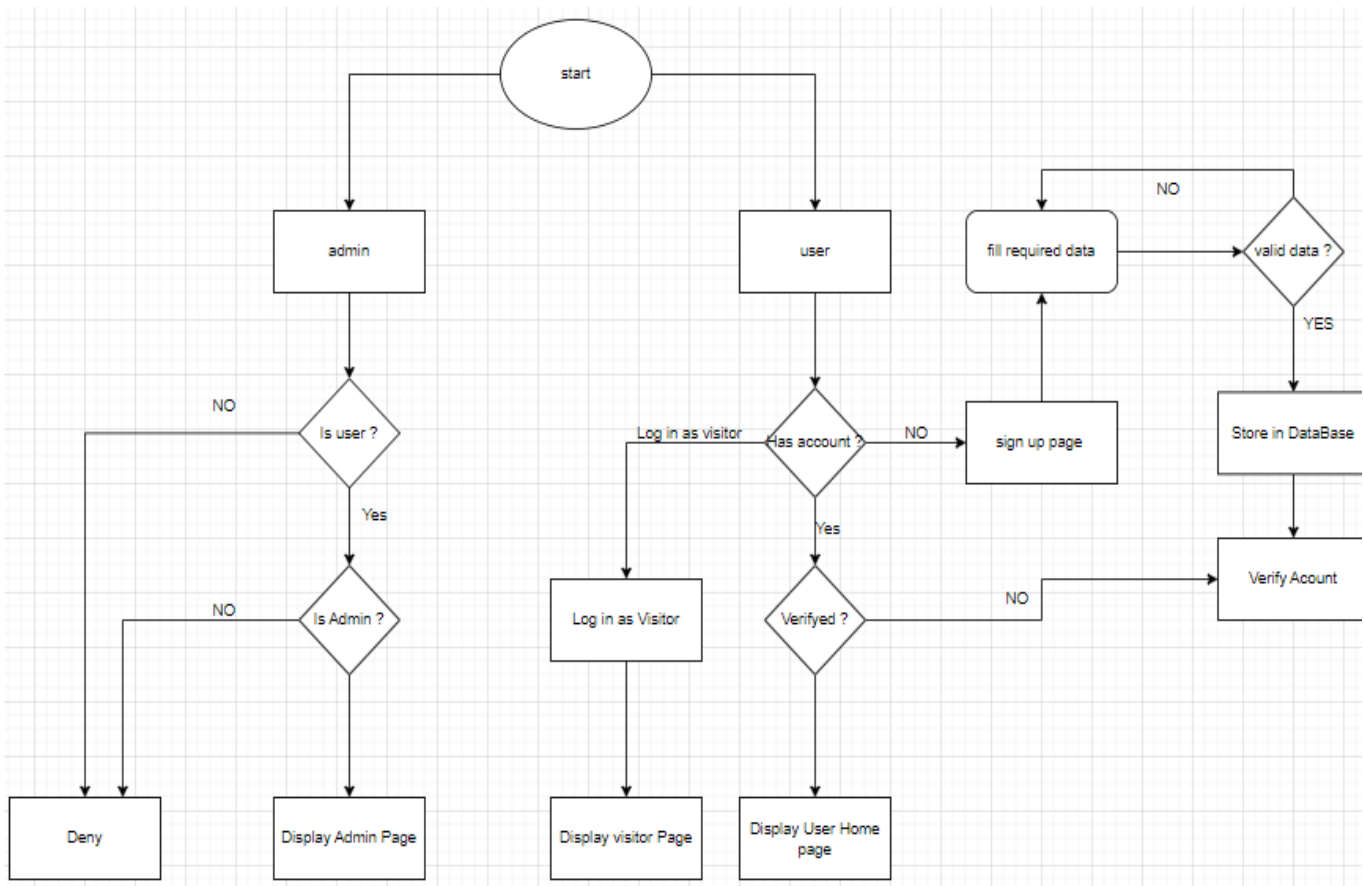 start
admin
user
fill required data
NO
valid data ?
YES
NO
Is user ?
Log in as visitor
Has account ?
NO
sign up page
Store in DataBase
Yes
Yes
NO
Is Admin ?
Log in as Visitor
Verifyed ?
NO
Verify Acount
Deny
Display Admin Page
Display visitor Page
Display User Home
page